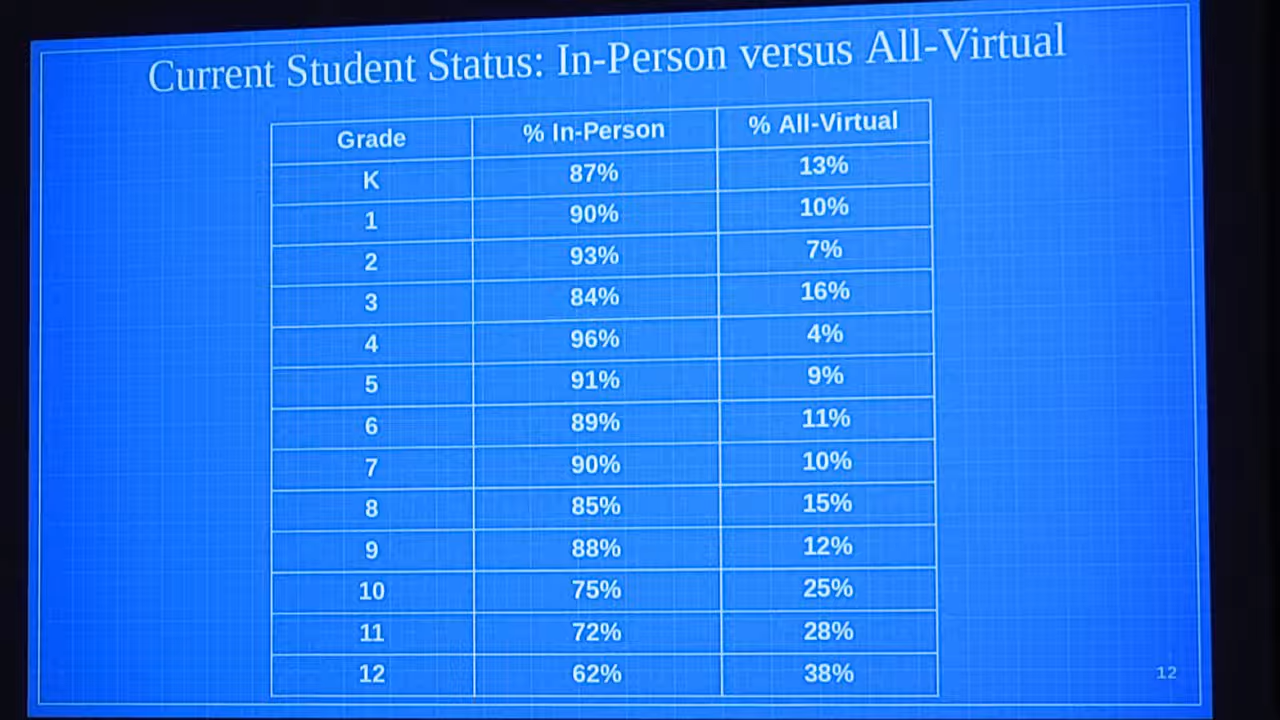 Current Student Status: In-Person versus All-Virtual
Grade % In-Person % All-Virtual
K 87% 13%
1 90% 10%
2 93% 7%
3 84% 16%
4 96% 4%
5 91% 9%
6 89% 11%
7 90% 10%
8 85% 15%
9 88% 12%
10 75% 25%
11 72% 28%
12 62% 38%
12